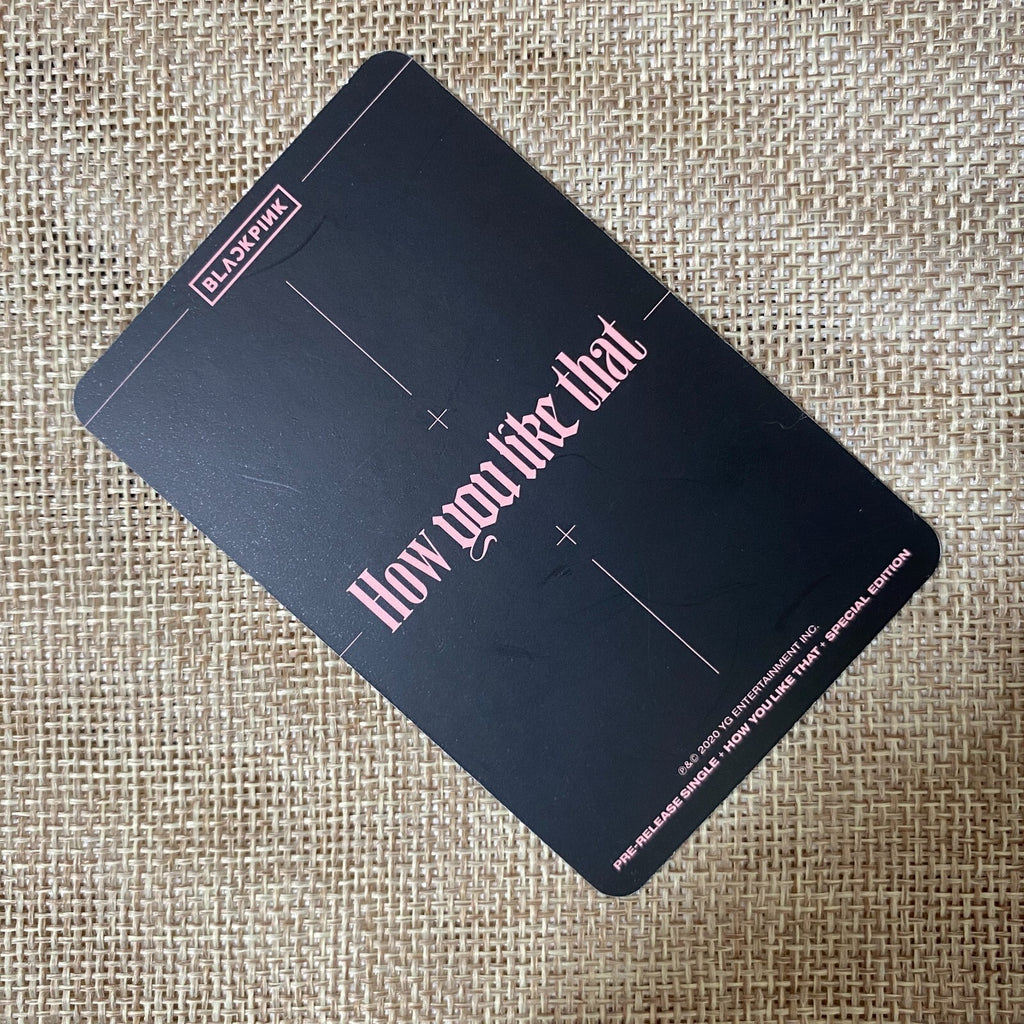 BLACKPINK
How you like that
℗&© 2020 YG ENTERTAINMENT INC.
PRE-RELEASE SINGLE + HOW YOU LIKE THAT + SPECIAL EDITION